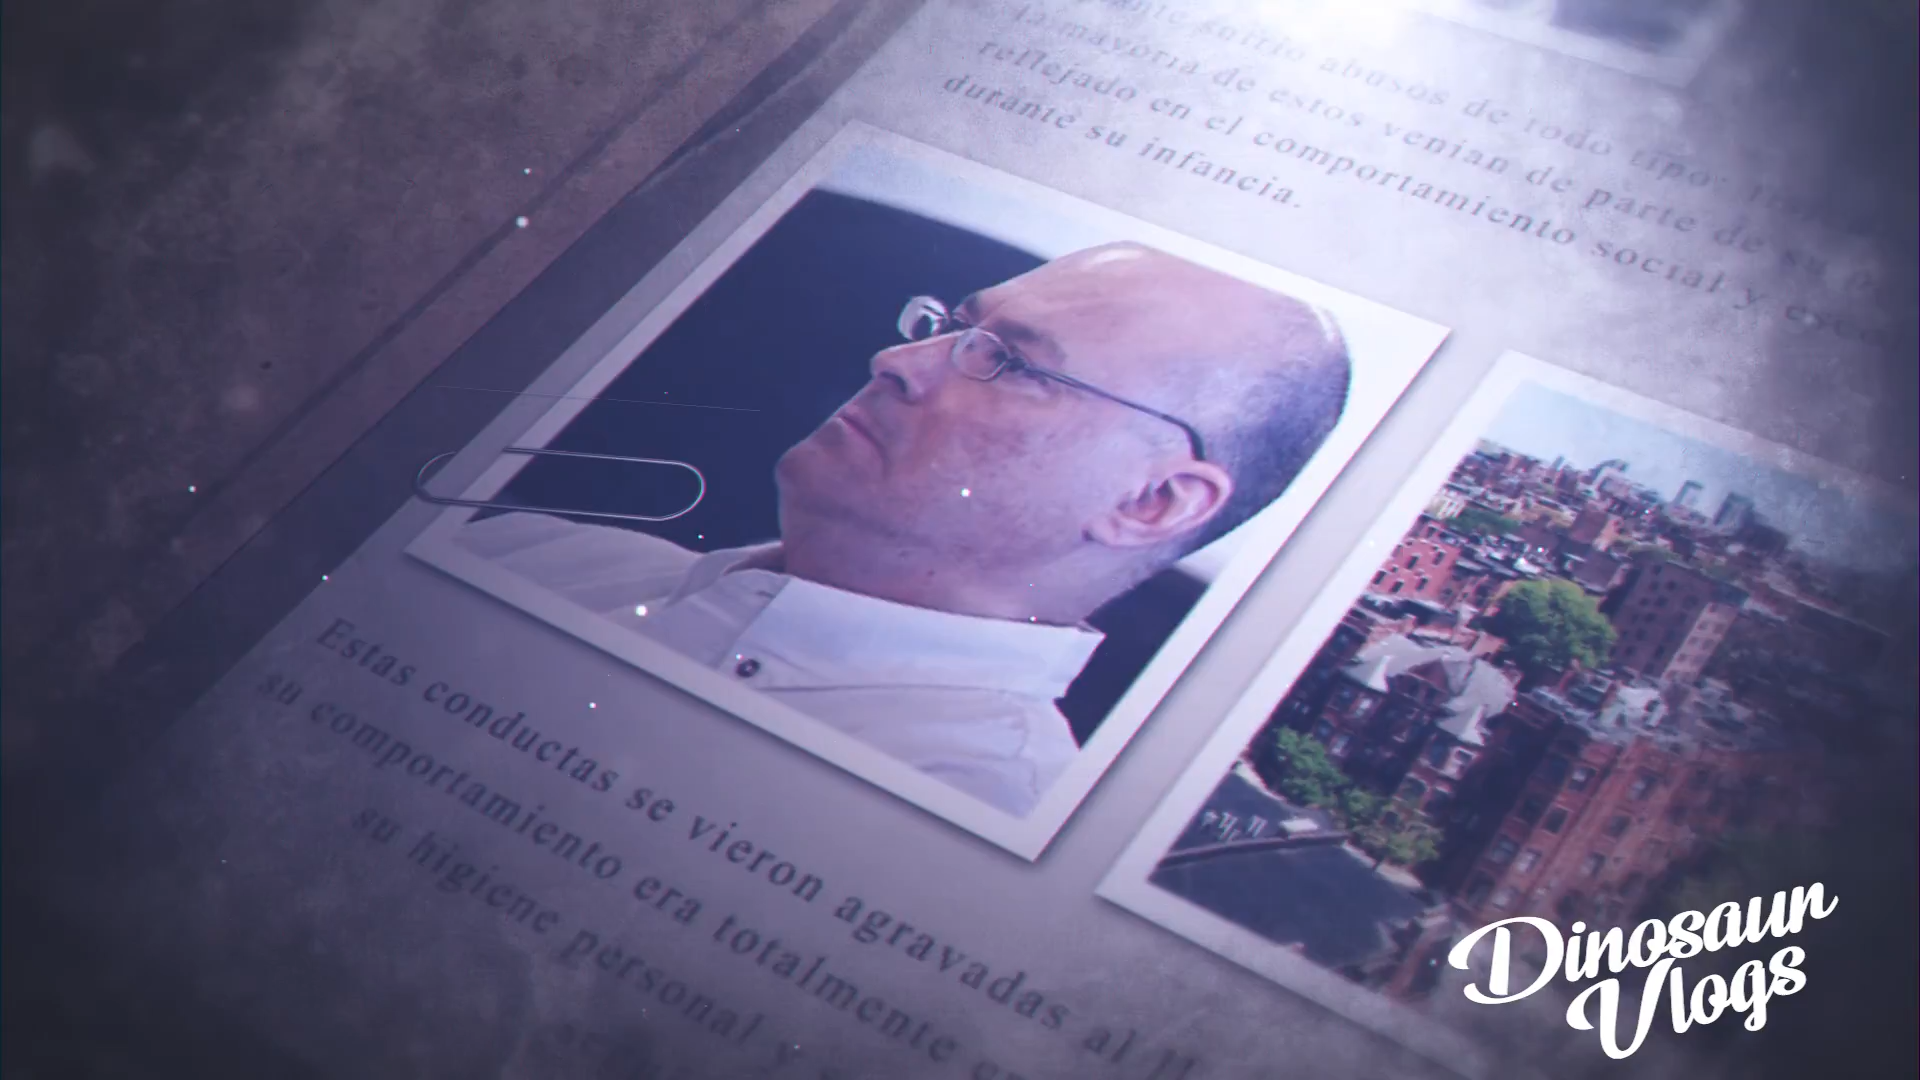 sufrió abusos de todo tipo,
la mayoría de estos venían de parte de su
reflejado en el comportamiento social y
durante su infancia.
Estas conductas se vieron agravadas al
su comportamiento era totalmente
su higiene personal y
Dinosaur
Vlogs